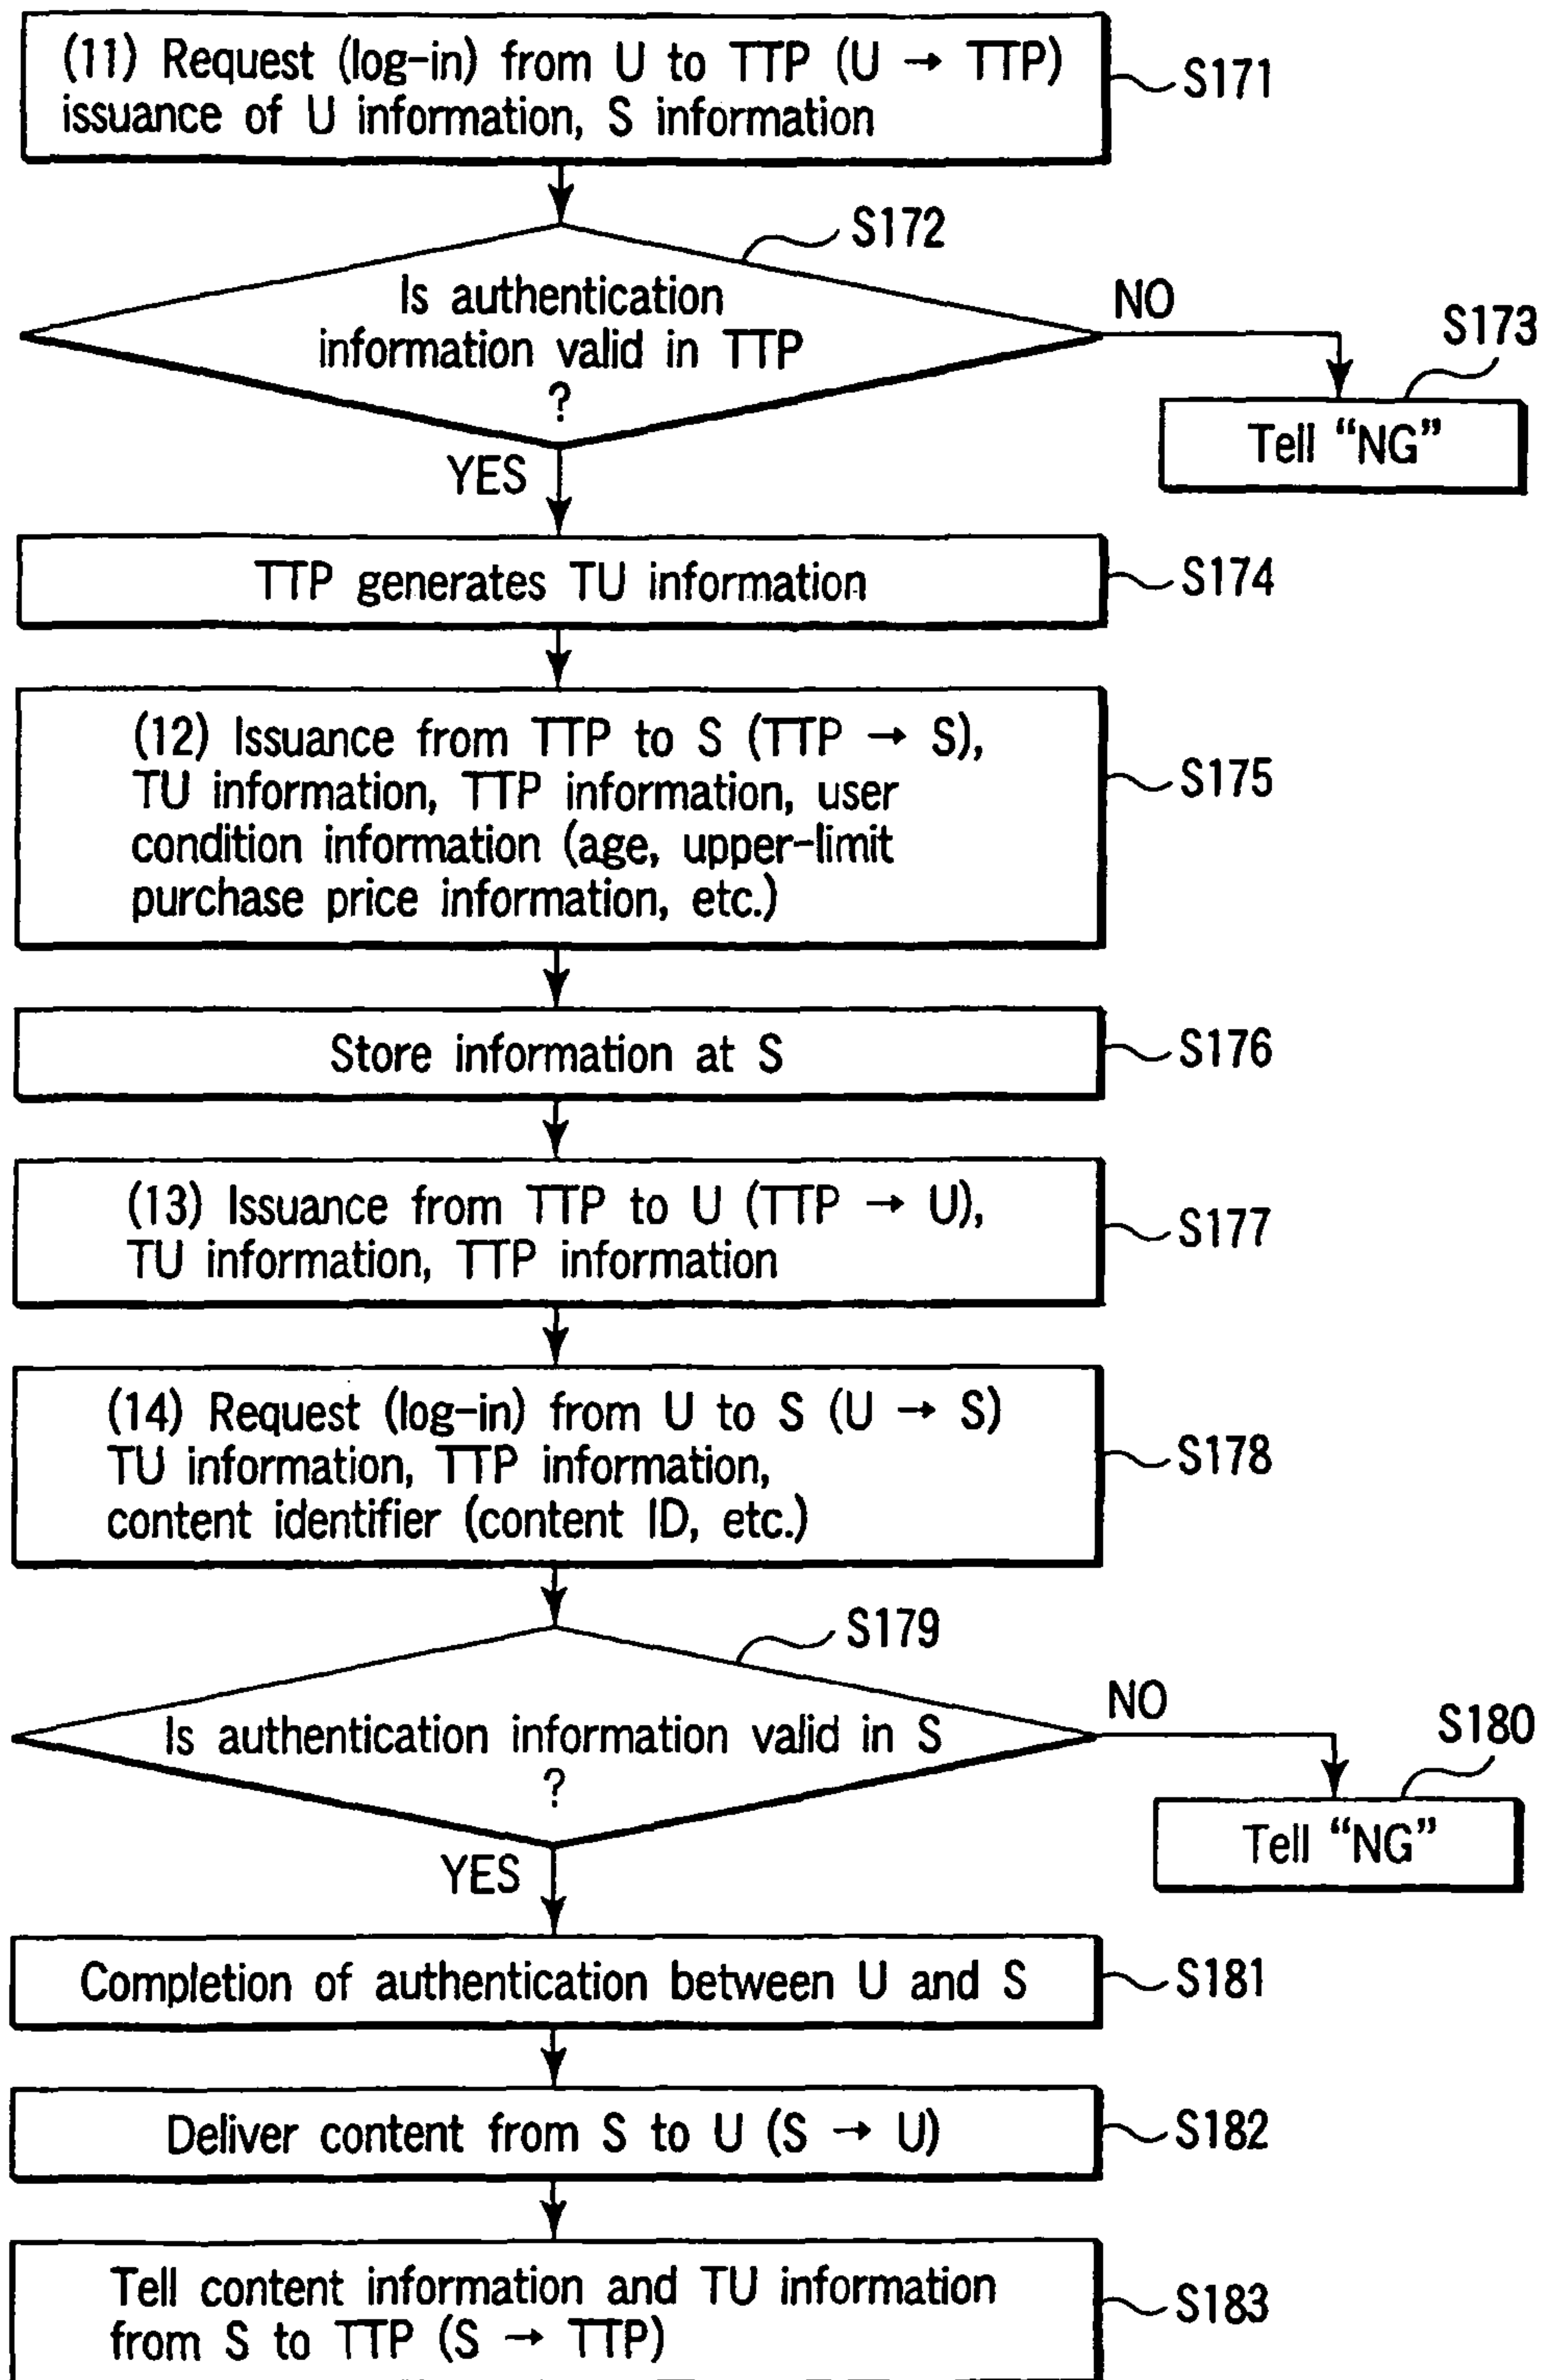 (11) Request (log-in) from U to TTP (U → TTP)
issuance of U information, S information
S171
S172
Is authentication
information valid in TTP
?
NO
S173
Tell “NG”
YES
TTP generates TU information
S174
(12) Issuance from TTP to S (TTP → S),
TU information, TTP information, user
condition information (age, upper-limit
purchase price information, etc.)
S175
Store information at S
S176
(13) Issuance from TTP to U (TTP → U),
TU information, TTP information
S177
(14) Request (log-in) from U to S (U → S)
TU information, TTP information,
content identifier (content ID, etc.)
S178
S179
Is authentication information valid in S
?
NO
S180
Tell “NG”
YES
Completion of authentication between U and S
S181
Deliver content from S to U (S → U)
S182
Tell content information and TU information
from S to TTP (S → TTP)
S183